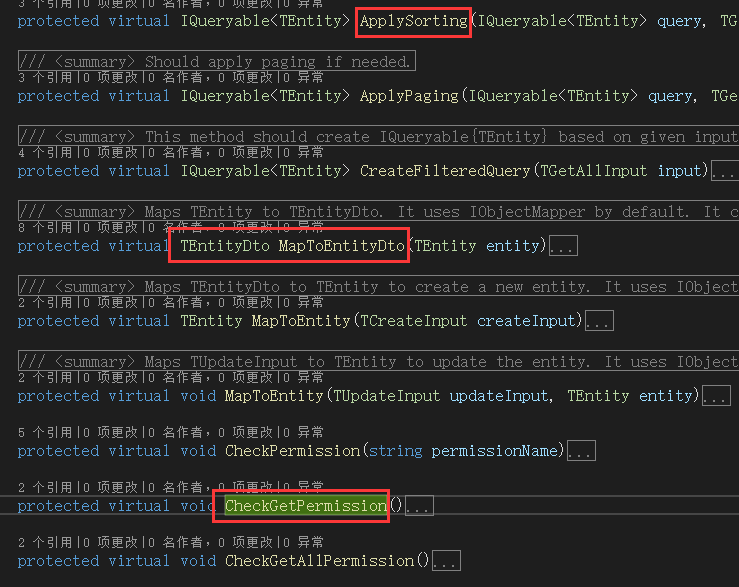 3 个引用|0 项更改|0 名作者，0 项更改|0 异常
protected virtual IQueryable<TEntity> ApplySorting(IQueryable<TEntity> query, TG
/// <summary> Should apply paging if needed.
3 个引用|0 项更改|0 名作者，0 项更改|0 异常
protected virtual IQueryable<TEntity> ApplyPaging(IQueryable<TEntity> query, TGe
/// <summary> This method should create IQueryable{TEntity} based on given input
4 个引用|0 项更改|0 名作者，0 项更改|0 异常
protected virtual IQueryable<TEntity> CreateFilteredQuery(TGetAllInput input)...
/// <summary> Maps TEntity to TEntityDto. It uses IObjectMapper by default. It c
8 个引用|0 项更改|0 名作者，0 项更改|0 异常
protected virtual TEntityDto MapToEntityDto(TEntity entity)...
/// <summary> Maps TEntityDto to TEntity to create a new entity. It uses IObject
2 个引用|0 项更改|0 名作者，0 项更改|0 异常
protected virtual TEntity MapToEntity(TCreateInput createInput)...
/// <summary> Maps TUpdateInput to TEntity to update the entity. It uses IObject
2 个引用|0 项更改|0 名作者，0 项更改|0 异常
protected virtual void MapToEntity(TUpdateInput updateInput, TEntity entity)...
5 个引用|0 项更改|0 名作者，0 项更改|0 异常
protected virtual void CheckPermission(string permissionName)...
2 个引用|0 项更改|0 名作者，0 项更改|0 异常
protected virtual void CheckGetPermission()...
2 个引用|0 项更改|0 名作者，0 项更改|0 异常
protected virtual void CheckGetAllPermission()...